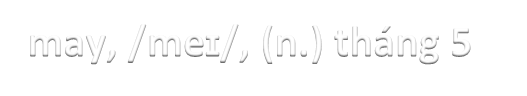 may, /meɪ/, (n.) tháng 5